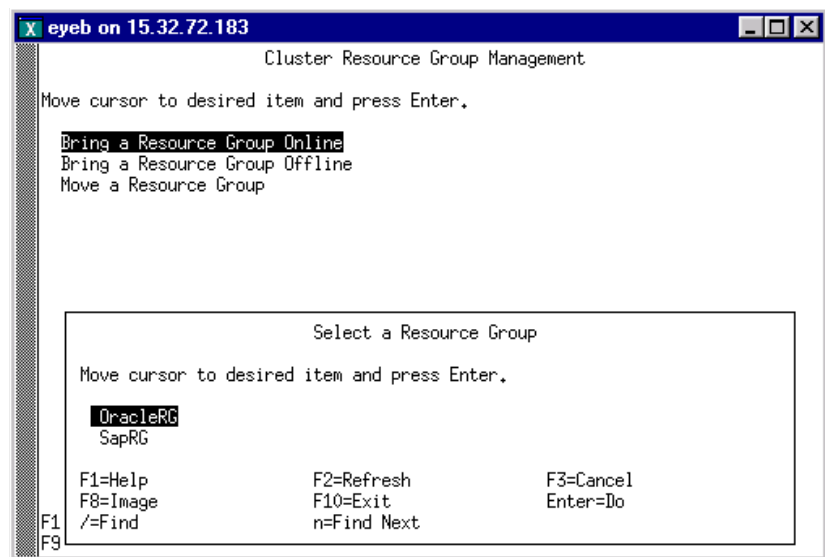 X eyeb on 15.32.72.183
Cluster Resource Group Management
Move cursor to desired item and press Enter.
Bring a Resource Group Online
Bring a Resource Group Offline
Move a Resource Group
Select a Resource Group
Move cursor to desired item and press Enter.
OracleRG
SapRG
F1=Help F2=Refresh F3=Cancel
F8=Image F10=Exit Enter=Do
F1 /=Find n=Find Next
F9